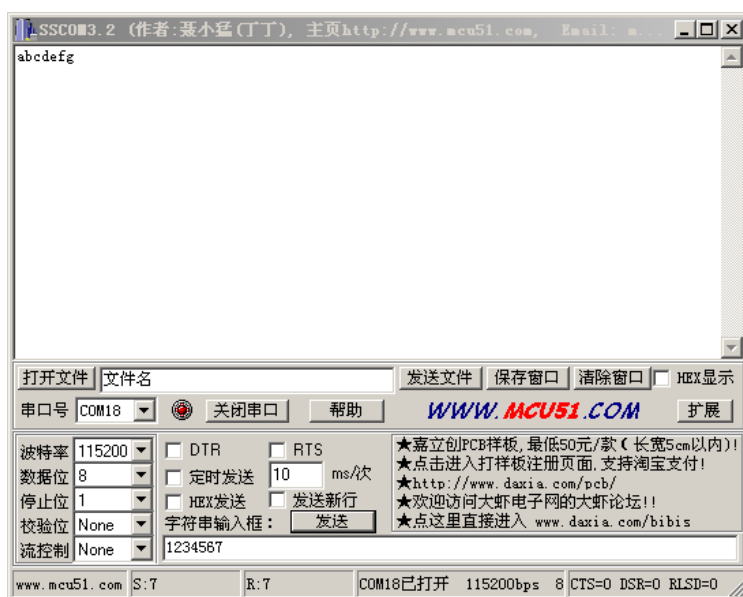 SSCOM3.2 (作者:聂小猛(丁丁), 主页http://www.mcu51.com, Email: m...
abcdefg
打开文件 文件名 发送文件 保存窗口 清除窗口 HEX显示
串口号 COM18 关闭串口 帮助 WWW.MCU51.COM 扩展
波特率 115200 DTR RTS
数据位 8 定时发送 10 ms/次
停止位 1 HEX发送 发送新行
校验位 None 字符串输入框： 发送
流控制 None 1234567
★嘉立创PCB样板,最低50元/款(长宽5cm以内)!
★点击进入打样板注册页面.支持淘宝支付!
★http://www.daxia.com/pcb/
★欢迎访问大虾电子网的大虾论坛!!
★点这里直接进入 www.daxia.com/bibis
www.mcu51.com S:7 R:7 COM18已打开 115200bps 8 CTS=0 DSR=0 RLSD=0